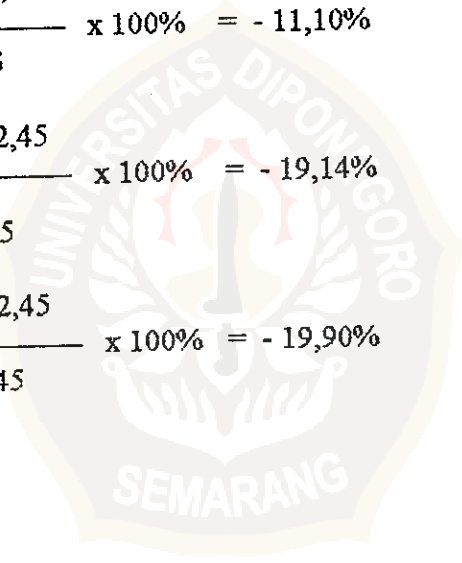 x 100% = - 11,10%
2,45
x 100% = - 19,14%
5
2,45
x 100% = - 19,90%
45
UNIVERSITAS DIPONEGORO
SEMARANG